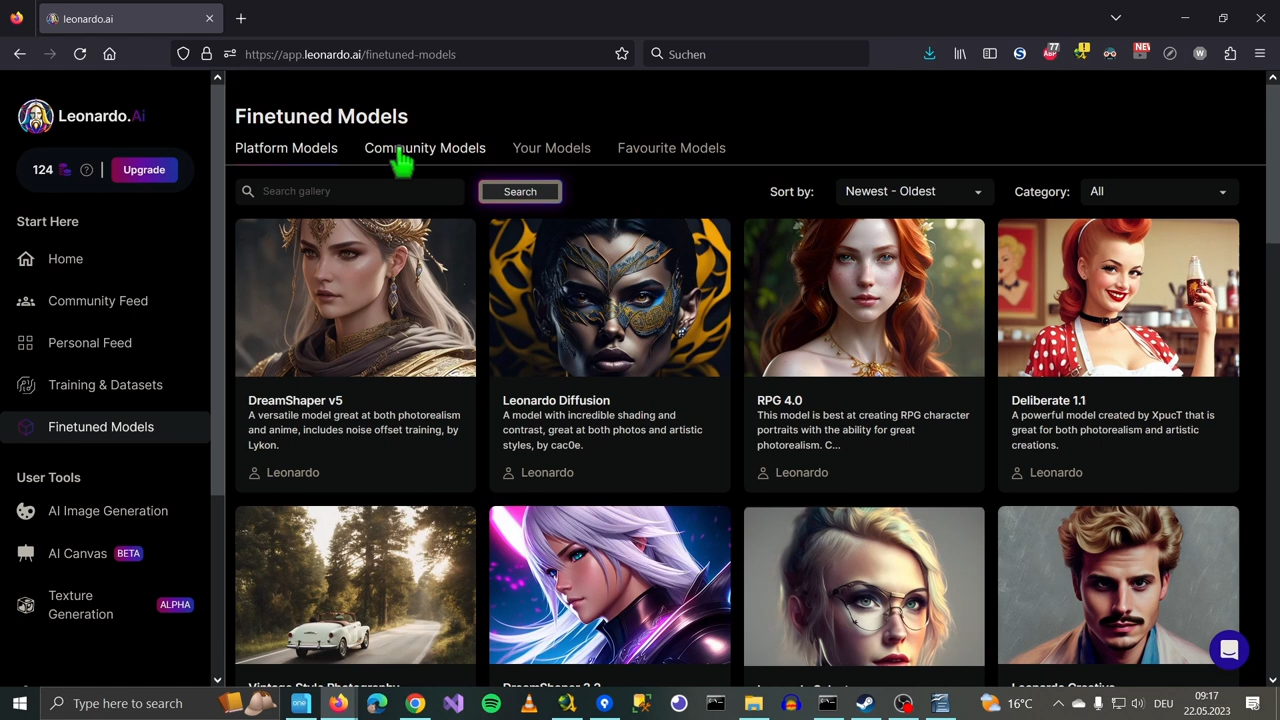 leonardo.ai
https://app.leonardo.ai/finetuned-models
Suchen
77
NEW
Leonardo.Ai
124
Upgrade
Start Here
Home
Community Feed
Personal Feed
Training & Datasets
Finetuned Models
User Tools
AI Image Generation
AI Canvas BETA
Texture
Generation
ALPHA
Finetuned Models
Platform Models Community Models Your Models Favourite Models
Search gallery Search Sort by: Newest - Oldest Category: All
DreamShaper v5
A versatile model great at both photorealism
and anime, includes noise offset training, by
Lykon.
Leonardo
Leonardo Diffusion
A model with incredible shading and
contrast, great at both photos and artistic
styles, by cac0e.
Leonardo
RPG 4.0
This model is best at creating RPG character
portraits with the ability for great
photorealism. C...
Leonardo
Deliberate 1.1
A powerful model created by XpucT that is
great for both photorealism and artistic
creations.
Leonardo
Type here to search
16°C
DEU
09:17
22.05.2023